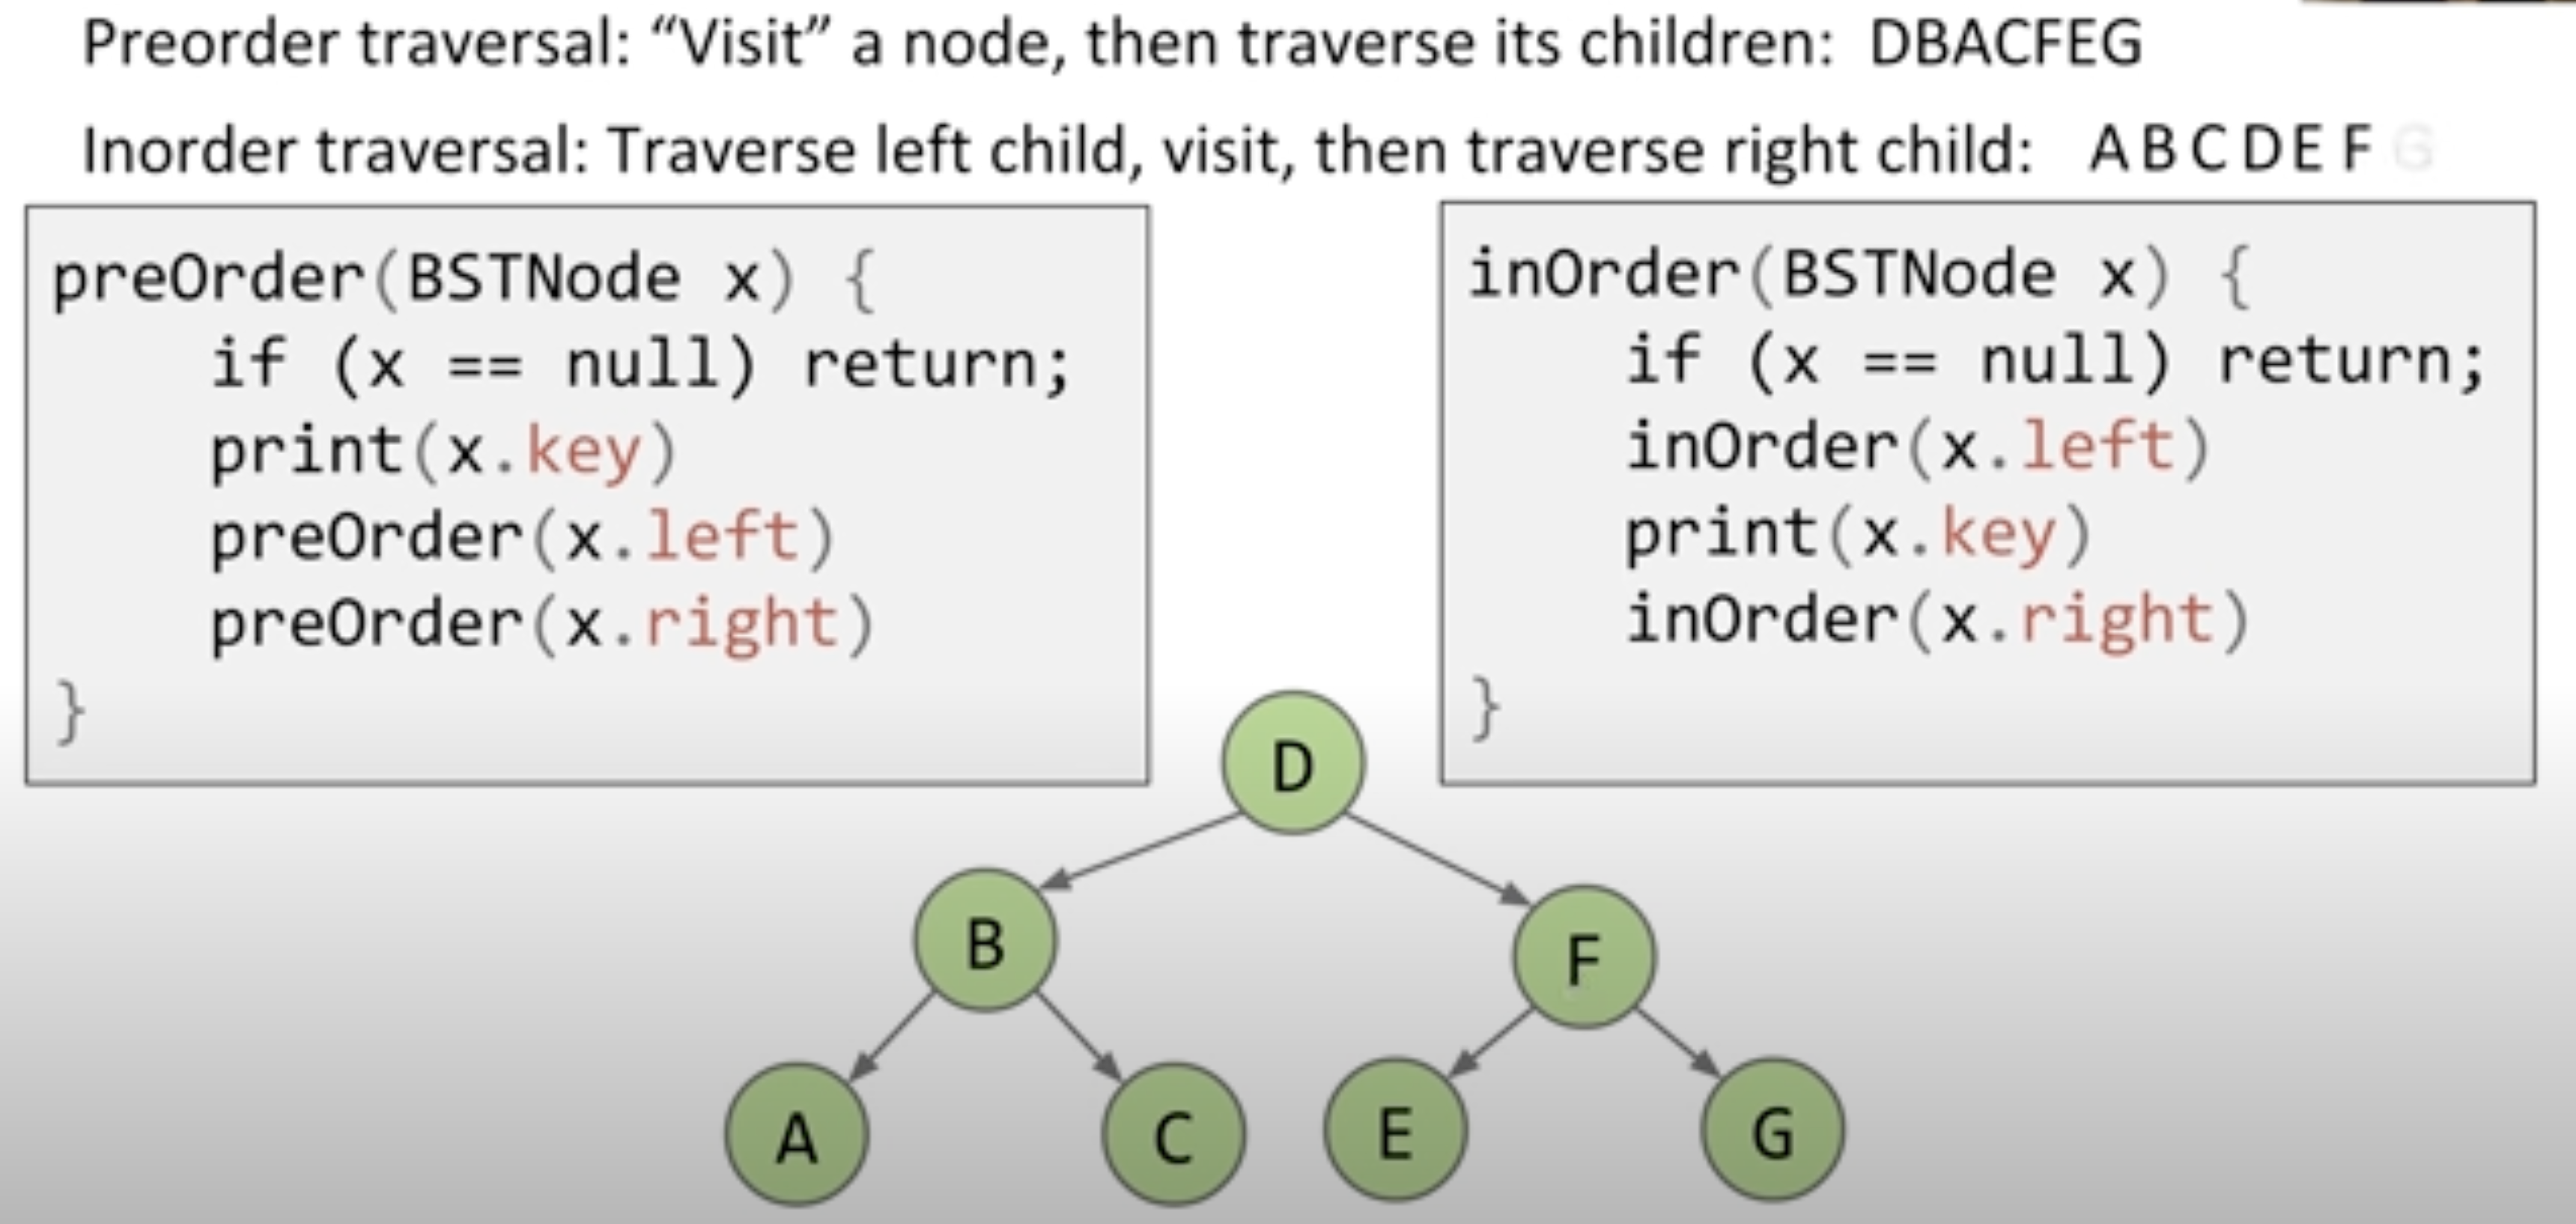 Preorder traversal: “Visit” a node, then traverse its children: DBACFEG
Inorder traversal: Traverse left child, visit, then traverse right child: A B C D E F G
preOrder(BSTNode x) {
    if (x == null) return;
    print(x.key)
    preOrder(x.left)
    preOrder(x.right)
}
inOrder(BSTNode x) {
    if (x == null) return;
    inOrder(x.left)
    print(x.key)
    inOrder(x.right)
}
D
B F
A C E G